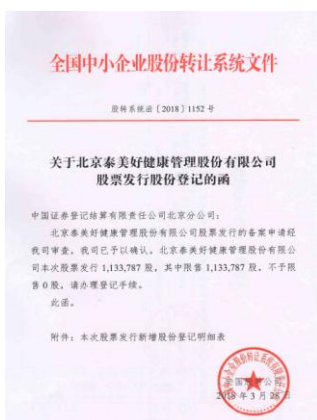 全国中小企业股份转让系统文件
股转系统函〔2018〕1152号
关于北京泰美好健康管理股份有限公司
股票发行股份登记的函
中国证券登记结算有限责任公司北京分公司：
北京泰美好健康管理股份有限公司股票发行的备案申请经
我司审查，我司已予以确认。北京泰美好健康管理股份有限公
司本次股票发行1,133,787股，其中限售1,133,787股，不予限
售0股。请办理登记手续。
此函。
附件：本次股票发行新增股份登记明细表
2018年3月28日